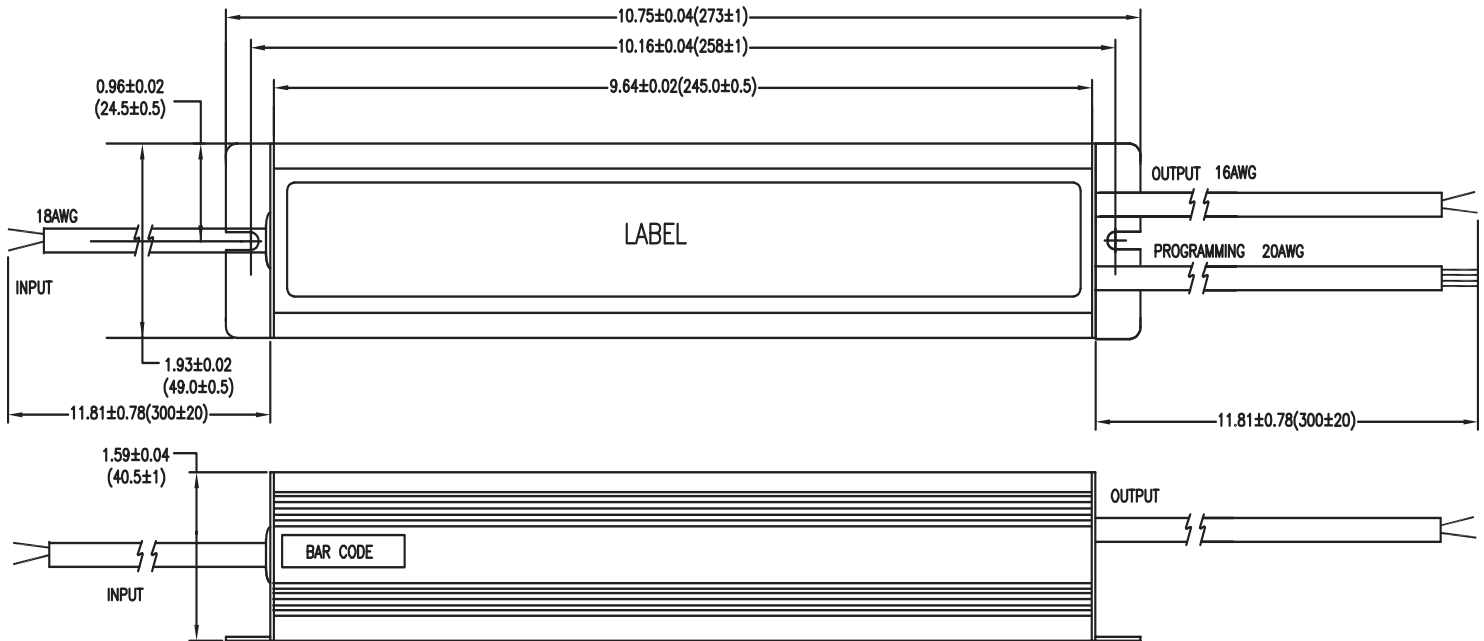 10.75±0.04(273±1)
10.16±0.04(258±1)
9.64±0.02(245.0±0.5)
0.96±0.02
(24.5±0.5)
OUTPUT 16AWG
18AWG
LABEL
PROGRAMMING 20AWG
INPUT
1.93±0.02
(49.0±0.5)
11.81±0.78(300±20)
11.81±0.78(300±20)
1.59±0.04
(40.5±1)
OUTPUT
BAR CODE
INPUT